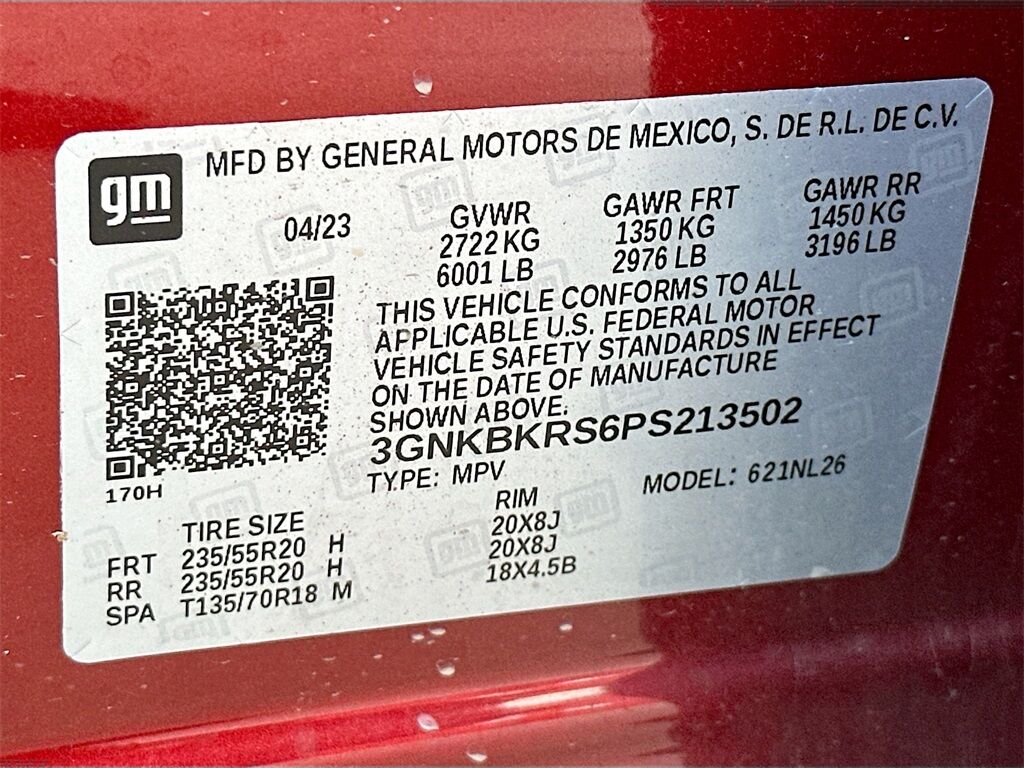 gm
MFD BY GENERAL MOTORS DE MEXICO, S. DE R.L. DE C.V.
04/23
GVWR GAWR FRT GAWR RR
2722 KG 1350 KG 1450 KG
6001 LB 2976 LB 3196 LB
THIS VEHICLE CONFORMS TO ALL
APPLICABLE U.S. FEDERAL MOTOR
VEHICLE SAFETY STANDARDS IN EFFECT
ON THE DATE OF MANUFACTURE
SHOWN ABOVE.
3GNKBKRS6PS213502
170H
TYPE: MPV MODEL: 621NL26
TIRE SIZE RIM
FRT 235/55R20 H 20X8J
RR 235/55R20 H 20X8J
SPA T135/70R18 M 18X4.5B